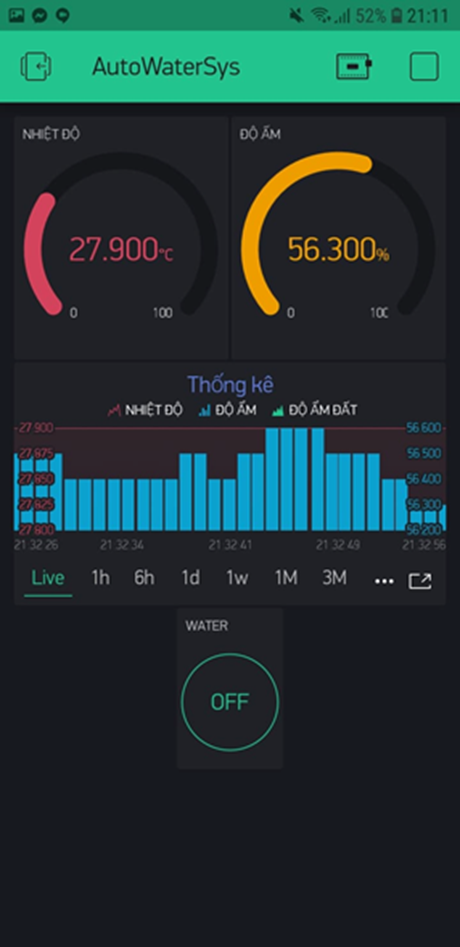 52% 21:11
AutoWaterSys
NHIỆT ĐỘ
ĐỘ ẨM
27.900°C
56.300%
0 100
0 100
Thống kê
NHIỆT ĐỘ ĐỘ ẨM ĐỘ ẨM ĐẤT
27.900 56 600
27.875 56 500
27.850 56 400
27.825 56 300
27.800 56 200
21 32 26 21 32 34 21 32 41 21 32 49 21 32 56
Live 1h 6h 1d 1w 1M 3M ...
WATER
OFF